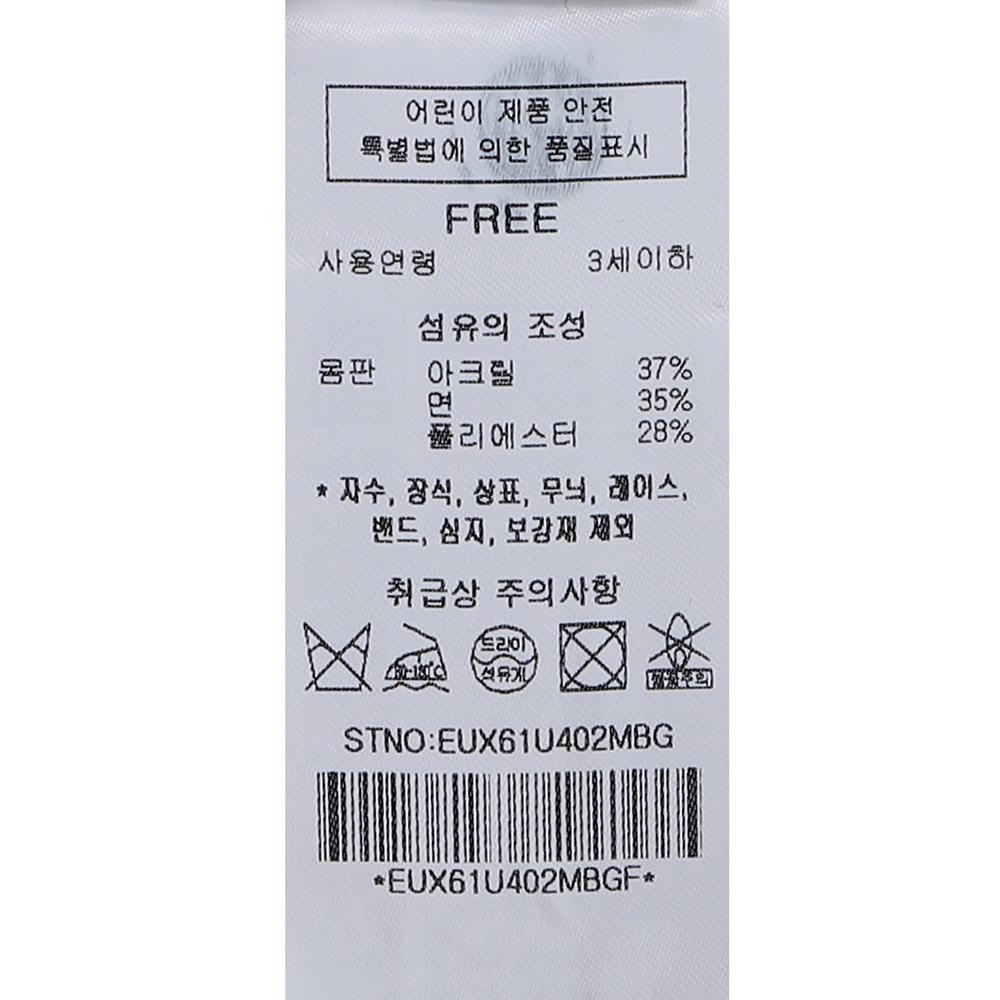 어린이 제품 안전
특별법에 의한 품질표시
FREE
사용연령 3세이하
섬유의 조성
몸판 아크릴 37%
면 35%
폴리에스터 28%
* 자수, 장식, 상표, 무늬, 레이스,
밴드, 심지, 보강재 제외
취급상 주의사항
80-180℃ 드라이
석유계
STNO:EUX61U402MBG
*EUX61U402MBGF*